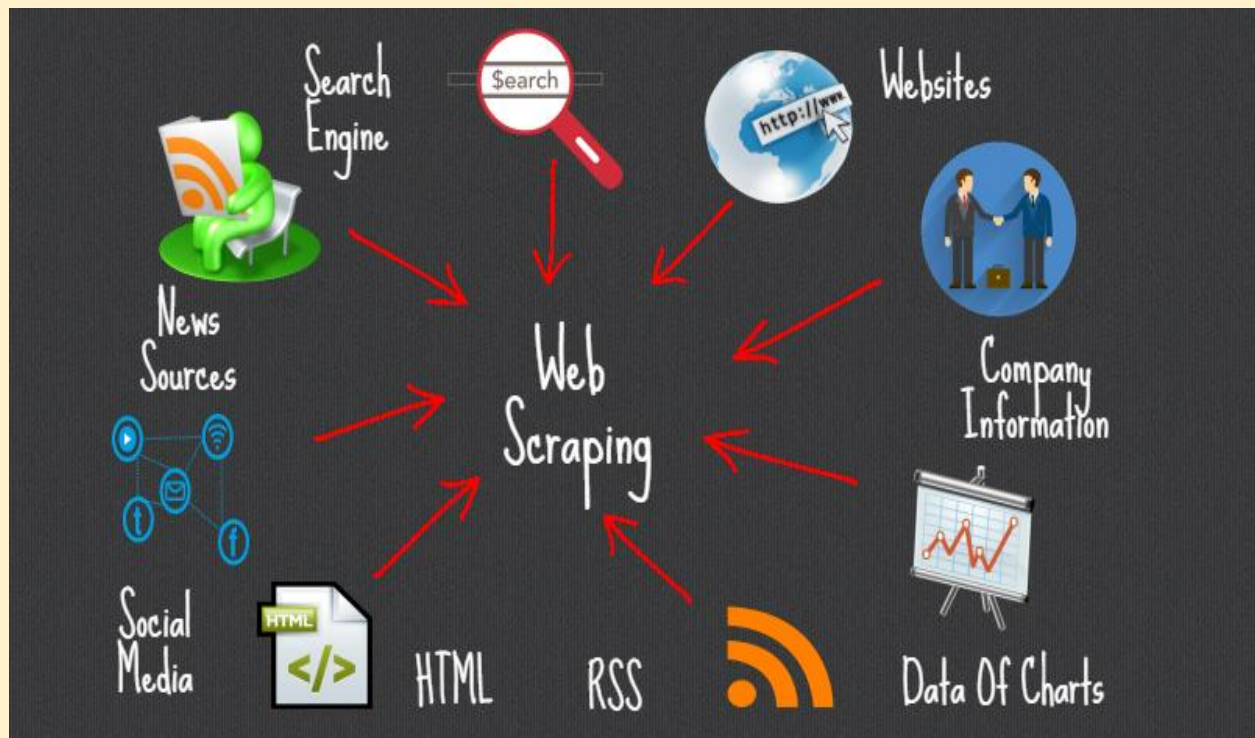 Search
Engine
$earch
http://www.
Websites
News
Sources
Web
Scraping
Company
Information
Social
Media
HTML
HTML
RSS
Data Of Charts